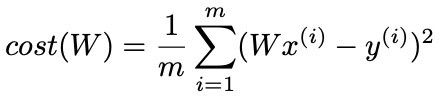 cost(W) = \frac{1}{m} \sum_{i=1}^{m} (Wx^{(i)} − y^{(i)})^2